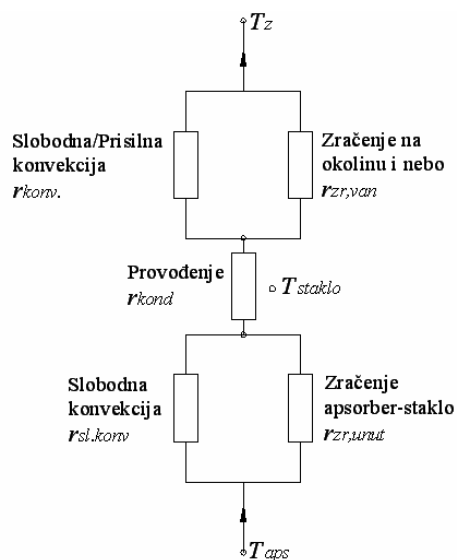 Tz
Slobodna/Prisilna
konvekcija
rkonv.
Zračenje na
okolinu i nebo
rzr,van
Provođenje
rkond
Tstaklo
Slobodna
konvekcija
rsl.konv
Zračenje
apsorber-staklo
rzr,unut
Taps